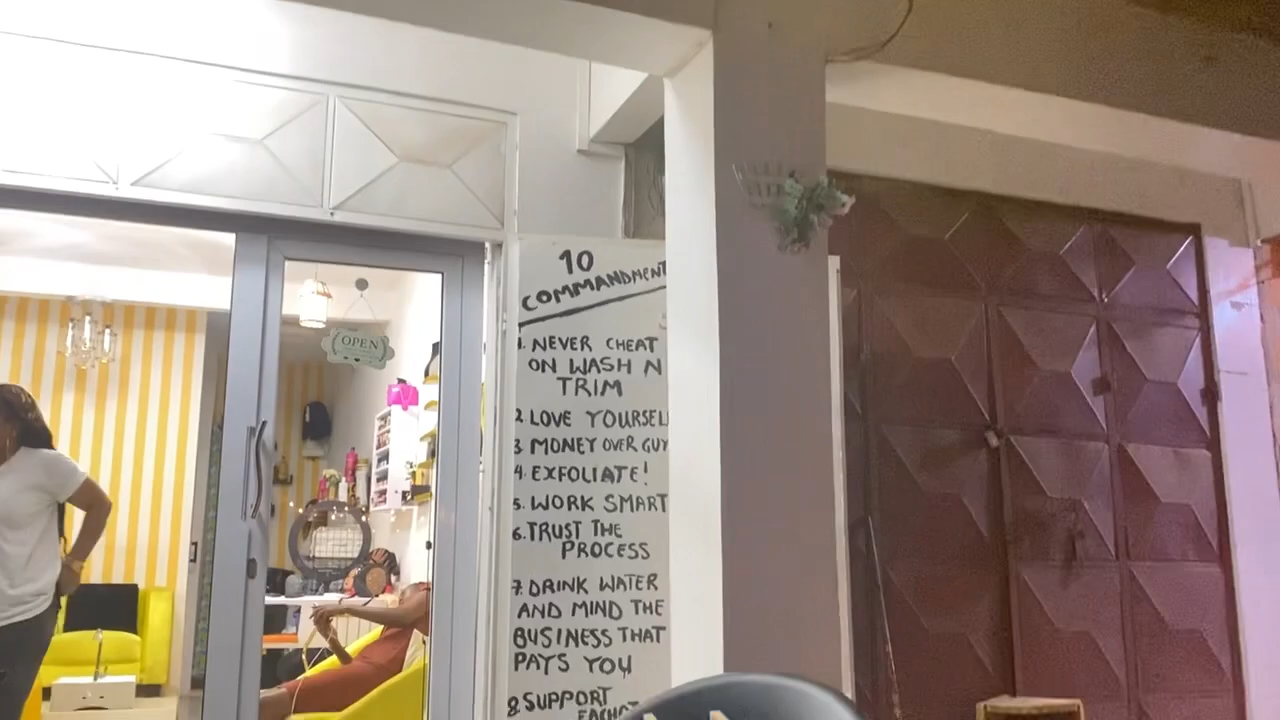 OPEN
10
COMMANDMENT
1. NEVER CHEAT
ON WASH N
TRIM
2. LOVE YOURSELF
3. MONEY OVER GUY
4. EXFOLIATE!
5. WORK SMART
6. TRUST THE
PROCESS
7. DRINK WATER
AND MIND THE
BUSINESS THAT
PAYS YOU
8. SUPPORT